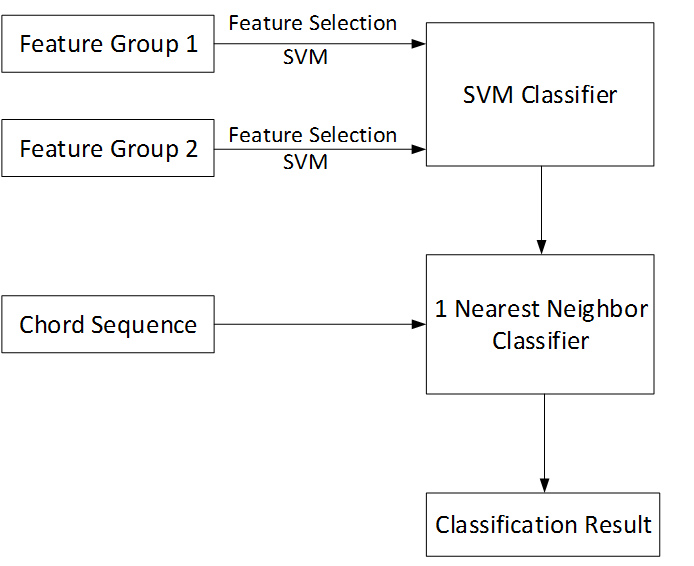 Feature Group 1
Feature Selection
SVM
SVM Classifier
Feature Group 2
Feature Selection
SVM
Chord Sequence
1 Nearest Neighbor
Classifier
Classification Result